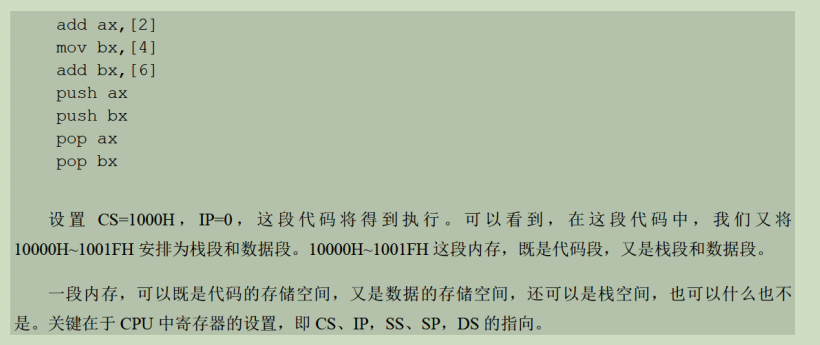 add ax,[2]
mov bx,[4]
add bx,[6]
push ax
push bx
pop ax
pop bx
设置 CS=1000H，IP=0，这段代码将得到执行。可以看到，在这段代码中，我们又将
10000H~1001FH 安排为栈段和数据段。10000H~1001FH 这段内存，既是代码段，又是栈段和数据段。
一段内存，可以既是代码的存储空间，又是数据的存储空间，还可以是栈空间，也可以什么也不
是。关键在于 CPU 中寄存器的设置，即 CS、IP，SS、SP，DS 的指向。